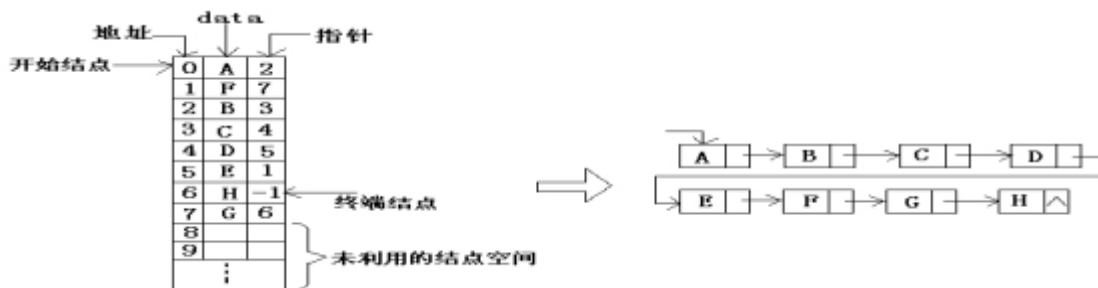 data
地址
指针
开始结点
0 A 2
1 F 7
2 B 3
3 C 4
4 D 5
5 E 1
6 H -1
终端结点
7 G 6
8
9
未利用的结点空间
A B C D
E F G H